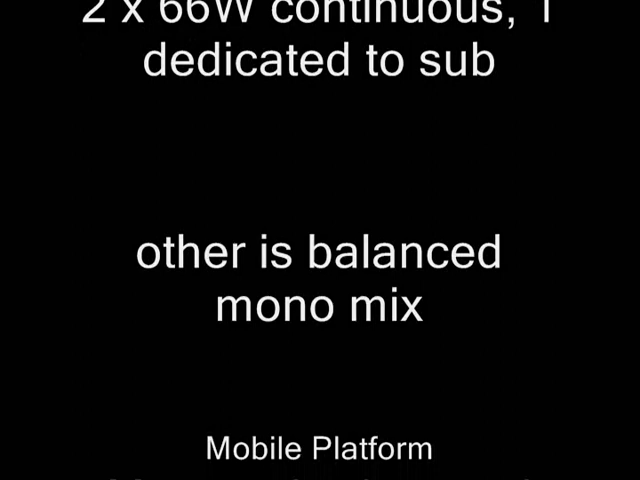 2 x 66W continuous, 1
dedicated to sub
other is balanced
mono mix
Mobile Platform